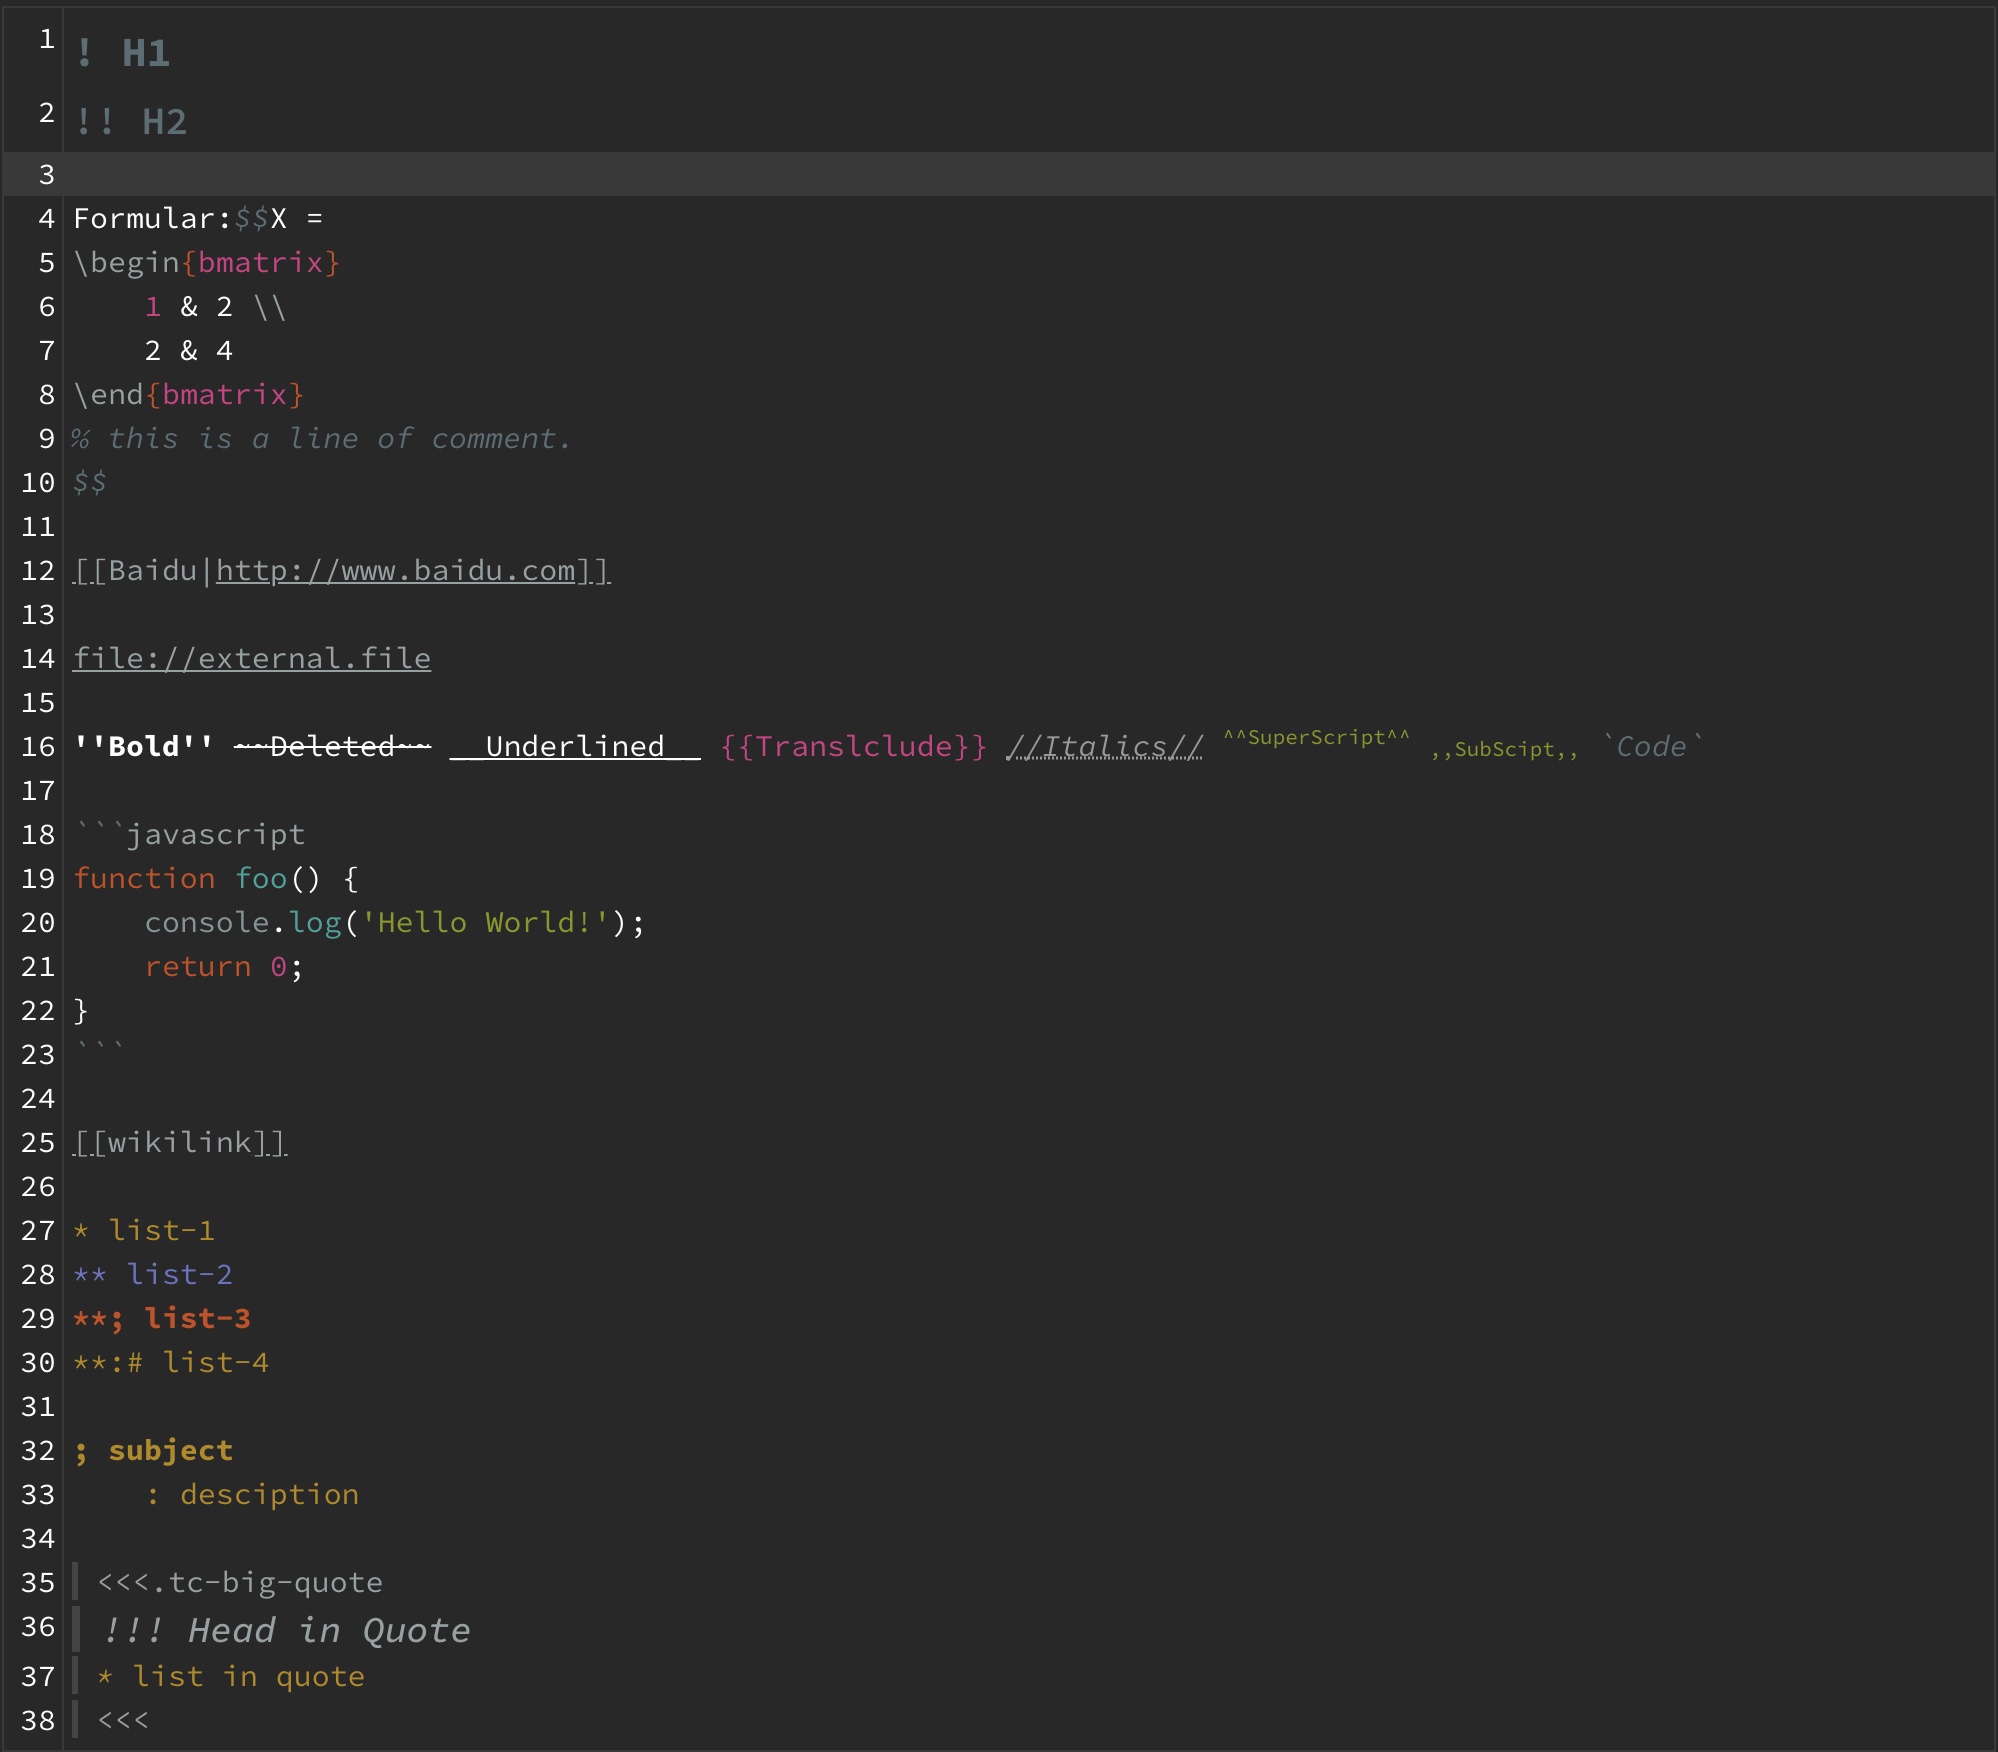 1 ! H1
2 !! H2
3
4 Formular:$$X =
5 \begin{bmatrix}
6     1 & 2 \\
7     2 & 4
8 \end{bmatrix}
9 % this is a line of comment.
10 $$
11
12 [[Baidu|http://www.baidu.com]]
13
14 file://external.file
15
16 ''Bold'' ~~Deleted~~ __Underlined__ {{Translclude}} //Italics// ^^SuperScript^^ ,,SubScipt,, `Code`
17
18 ```javascript
19 function foo() {
20     console.log('Hello World!');
21     return 0;
22 }
23 ```
24
25 [[wikilink]]
26
27 * list-1
28 ** list-2
29 **; list-3
30 **:# list-4
31
32 ; subject
33     : desciption
34
35 <<<.tc-big-quote
36 !!! Head in Quote
37 * list in quote
38 <<<